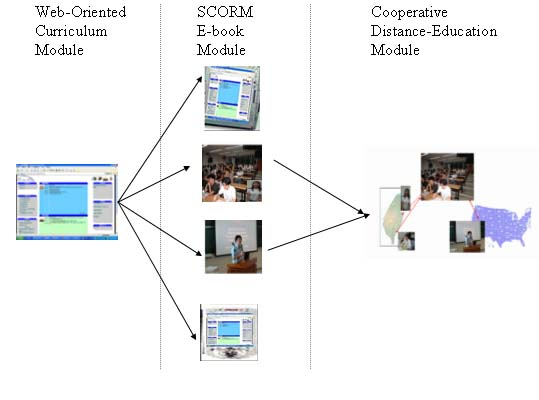 Web-Oriented
Curriculum
Module
SCORM
E-book
Module
Cooperative
Distance-Education
Module